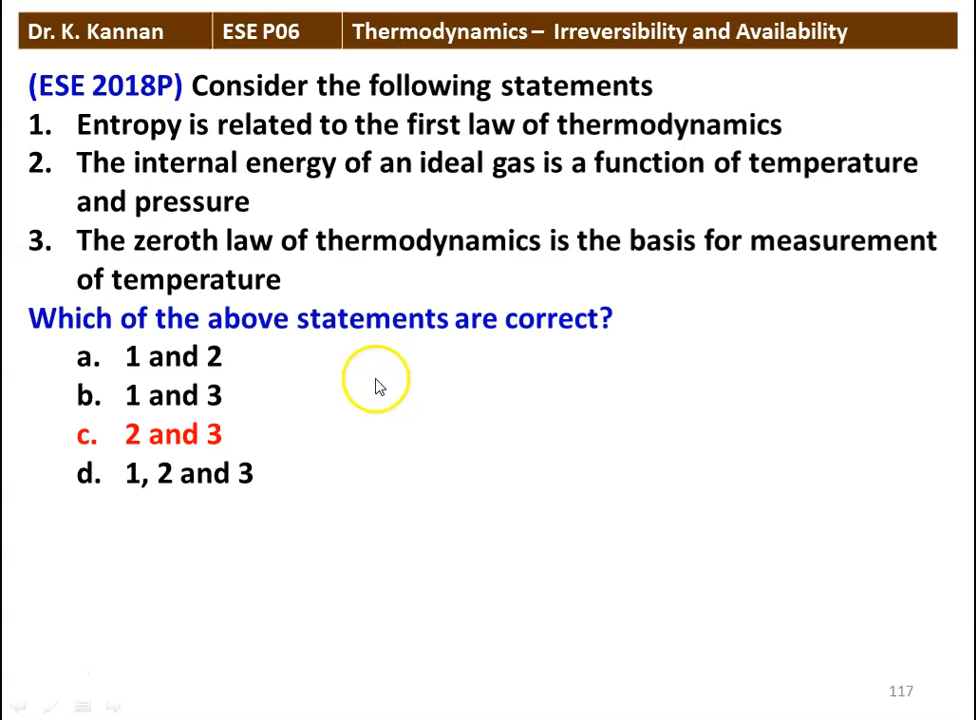 Dr. K. Kannan ESE P06 Thermodynamics – Irreversibility and Availability
(ESE 2018P) Consider the following statements
1. Entropy is related to the first law of thermodynamics
2. The internal energy of an ideal gas is a function of temperature
and pressure
3. The zeroth law of thermodynamics is the basis for measurement
of temperature
Which of the above statements are correct?
a. 1 and 2
b. 1 and 3
c. 2 and 3
d. 1, 2 and 3
117